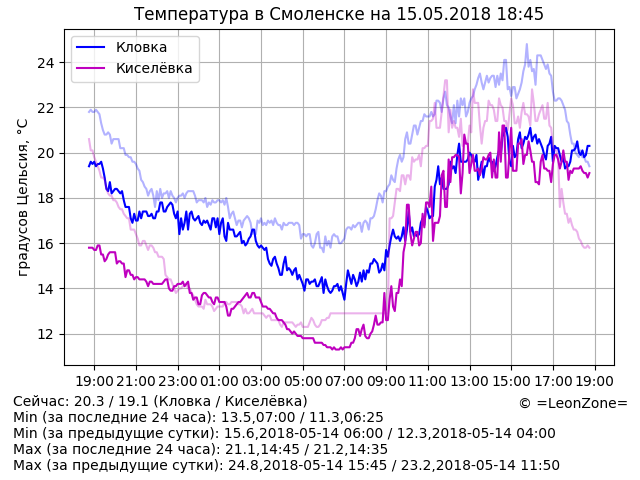 Температура в Смоленске на 15.05.2018 18:45
Кловка
Киселёвка
градусов Цельсия, °C
24
22
20
18
16
14
12
19:00 21:00 23:00 01:00 03:00 05:00 07:00 09:00 11:00 13:00 15:00 17:00 19:00
Сейчас: 20.3 / 19.1 (Кловка / Киселёвка)
© =LeonZone=
Min (за последние 24 часа): 13.5,07:00 / 11.3,06:25
Min (за предыдущие сутки): 15.6,2018-05-14 06:00 / 12.3,2018-05-14 04:00
Max (за последние 24 часа): 21.1,14:45 / 21.2,14:35
Max (за предыдущие сутки): 24.8,2018-05-14 15:45 / 23.2,2018-05-14 11:50